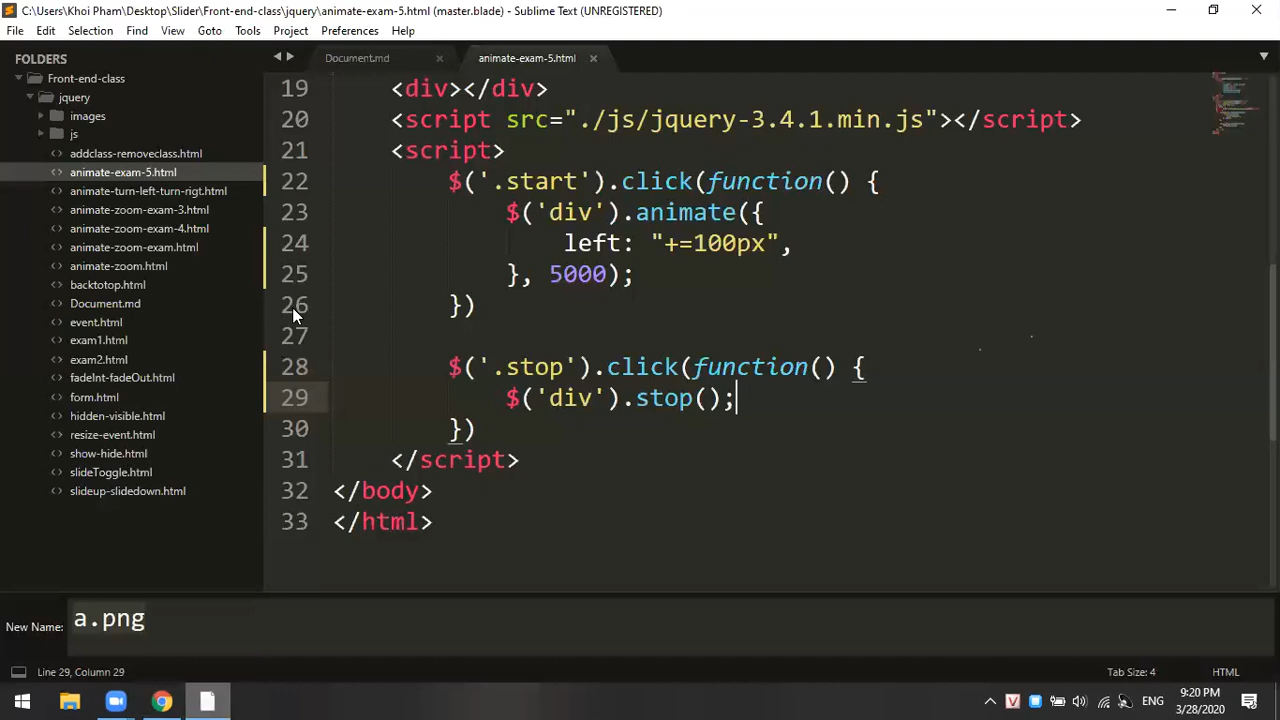 C:\Users\Khoi Pham\Desktop\Slider\Front-end-class\jquery\animate-exam-5.html (master.blade) - Sublime Text (UNREGISTERED)
File Edit Selection Find View Goto Tools Project Preferences Help
FOLDERS
Front-end-class
jquery
images
js
addclass-removeclass.html
animate-exam-5.html
animate-turn-left-turn-rigt.html
animate-zoom-exam-3.html
animate-zoom-exam-4.html
animate-zoom-exam.html
animate-zoom.html
backtotop.html
Document.md
event.html
exam1.html
exam2.html
fadeInt-fadeOut.html
form.html
hidden-visible.html
resize-event.html
show-hide.html
slideToggle.html
slideup-slidedown.html
Document.md × animate-exam-5.html ×
19 <div></div>
20 <script src="./js/jquery-3.4.1.min.js"></script>
21 <script>
22 $('.start').click(function() {
23 $('div').animate({
24 left: "+=100px",
25 }, 5000);
26 })
27
28 $('.stop').click(function() {
29 $('div').stop();
30 })
31 </script>
32 </body>
33 </html>
New Name: a.png
Line 29, Column 29
Tab Size: 4 HTML
ENG
9:20 PM
3/28/2020